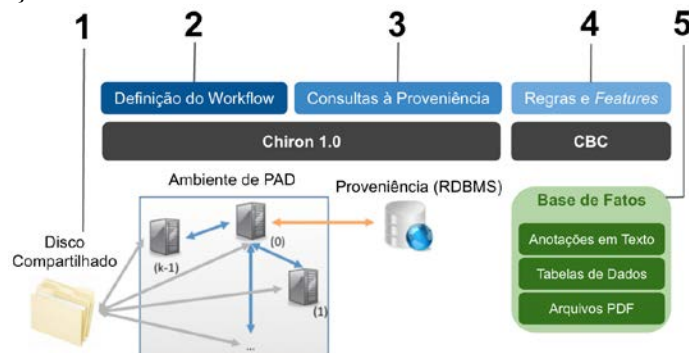 1
2
3
4
5
Definição do Workflow
Consultas à Proveniência
Regras e Features
Chiron 1.0
CBC
Ambiente de PAD
Proveniência (RDBMS)
Base de Fatos
Disco
Compartilhado
(k-1)
(0)
(1)
...
Anotações em Texto
Tabelas de Dados
Arquivos PDF